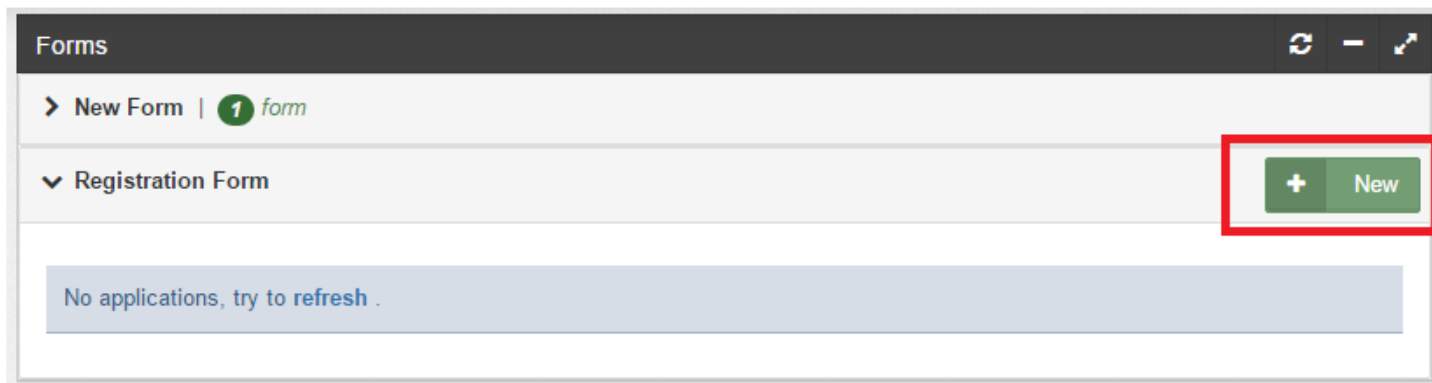 Forms
New Form | 1 form
Registration Form
New
No applications, try to refresh .